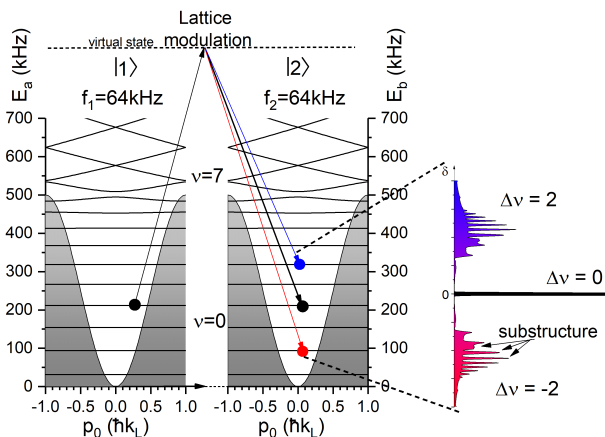 Lattice
modulation
virtual state
|1⟩
|2⟩
f1=64kHz
f2=64kHz
Ea (kHz)
Eb (kHz)
700
600
500
400
300
200
100
0
700
600
500
400
300
200
100
0
ν=7
ν=0
-1.0 -0.5 0.0 0.5 1.0
-1.0 -0.5 0.0 0.5 1.0
p0 (ħkL)
p0 (ħkL)
δ
Δν = 2
0
Δν = 0
substructure
Δν = -2